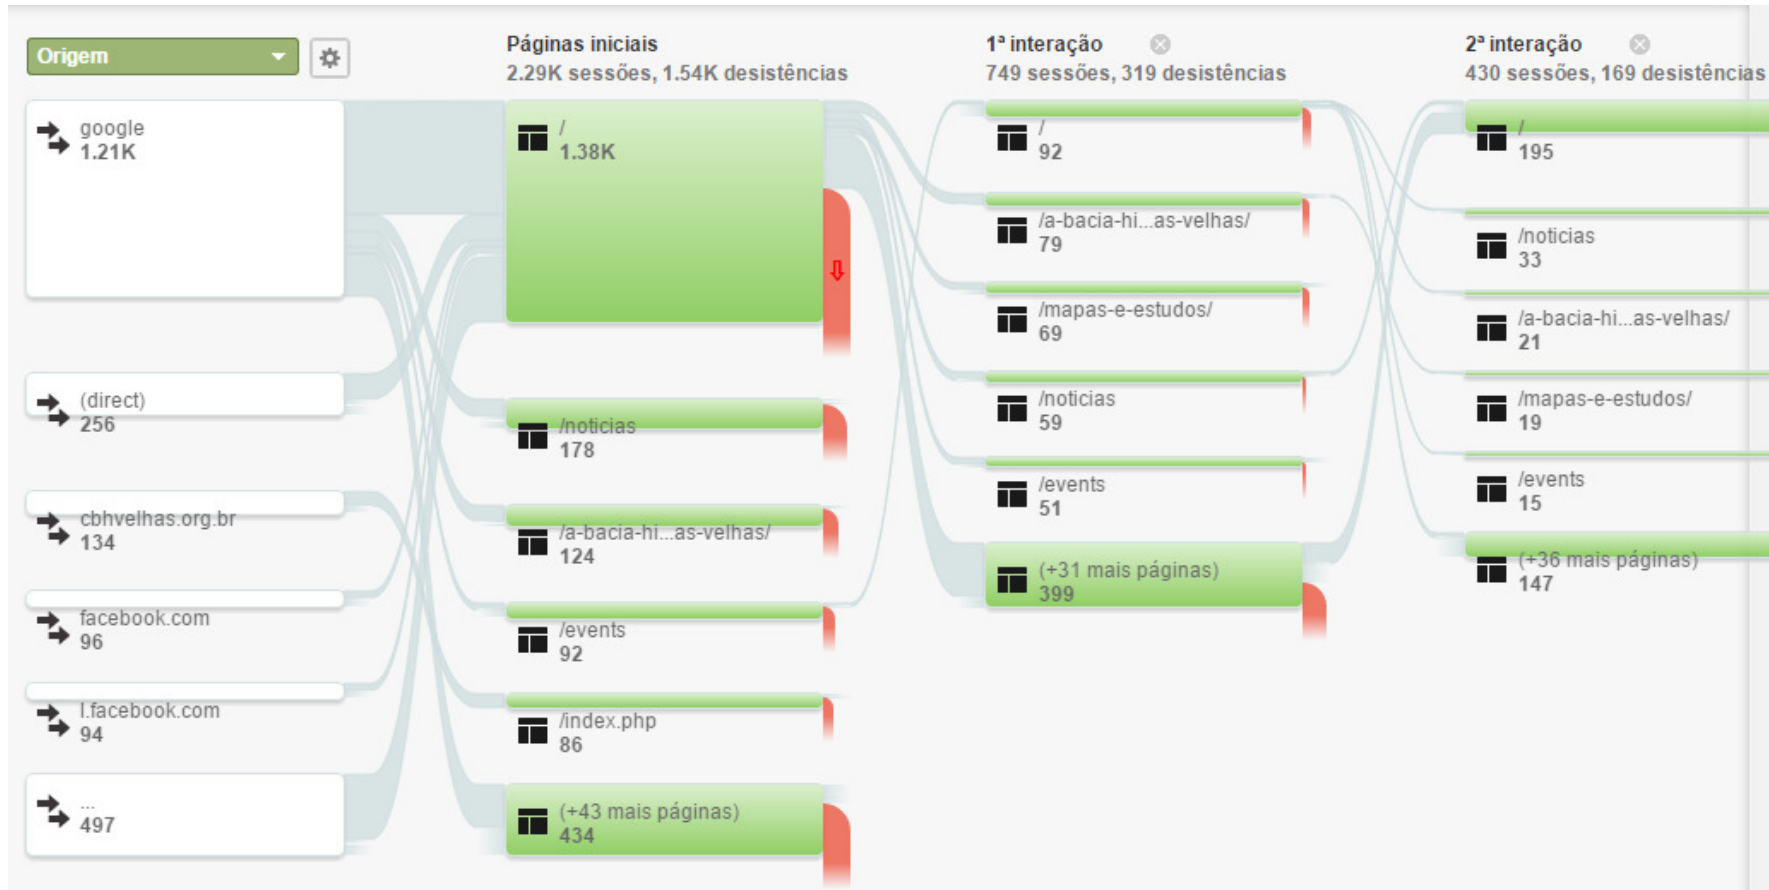 Origem
google
1.21K
(direct)
256
cbhvelhas.org.br
134
facebook.com
96
l.facebook.com
94
...
497
Páginas iniciais
2.29K sessões, 1.54K desistências
/
1.38K
/noticias
178
/a-bacia-hi...as-velhas/
124
/events
92
/index.php
86
(+43 mais páginas)
434
1ª interação
749 sessões, 319 desistências
/
92
/a-bacia-hi...as-velhas/
79
/mapas-e-estudos/
69
/noticias
59
/events
51
(+31 mais páginas)
399
2ª interação
430 sessões, 169 desistências
/
195
/noticias
33
/a-bacia-hi...as-velhas/
21
/mapas-e-estudos/
19
/events
15
(+36 mais páginas)
147